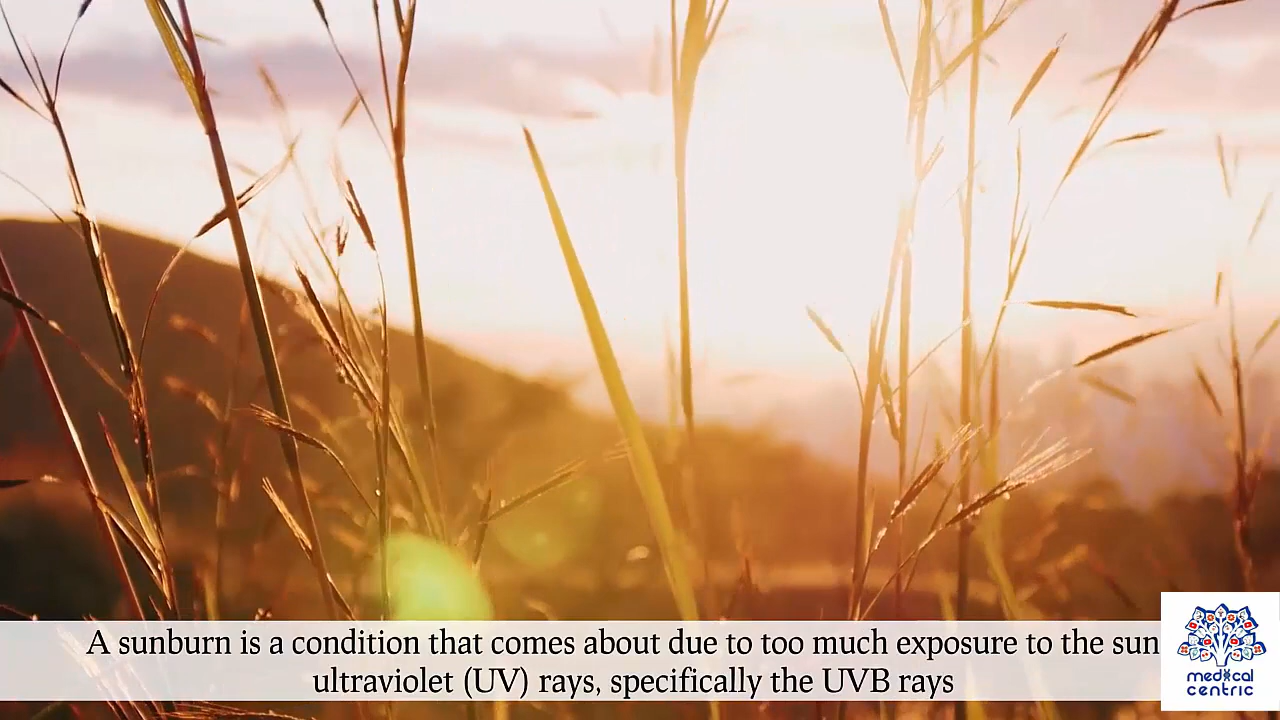 A sunburn is a condition that comes about due to too much exposure to the sun
ultraviolet (UV) rays, specifically the UVB rays
medical
centric